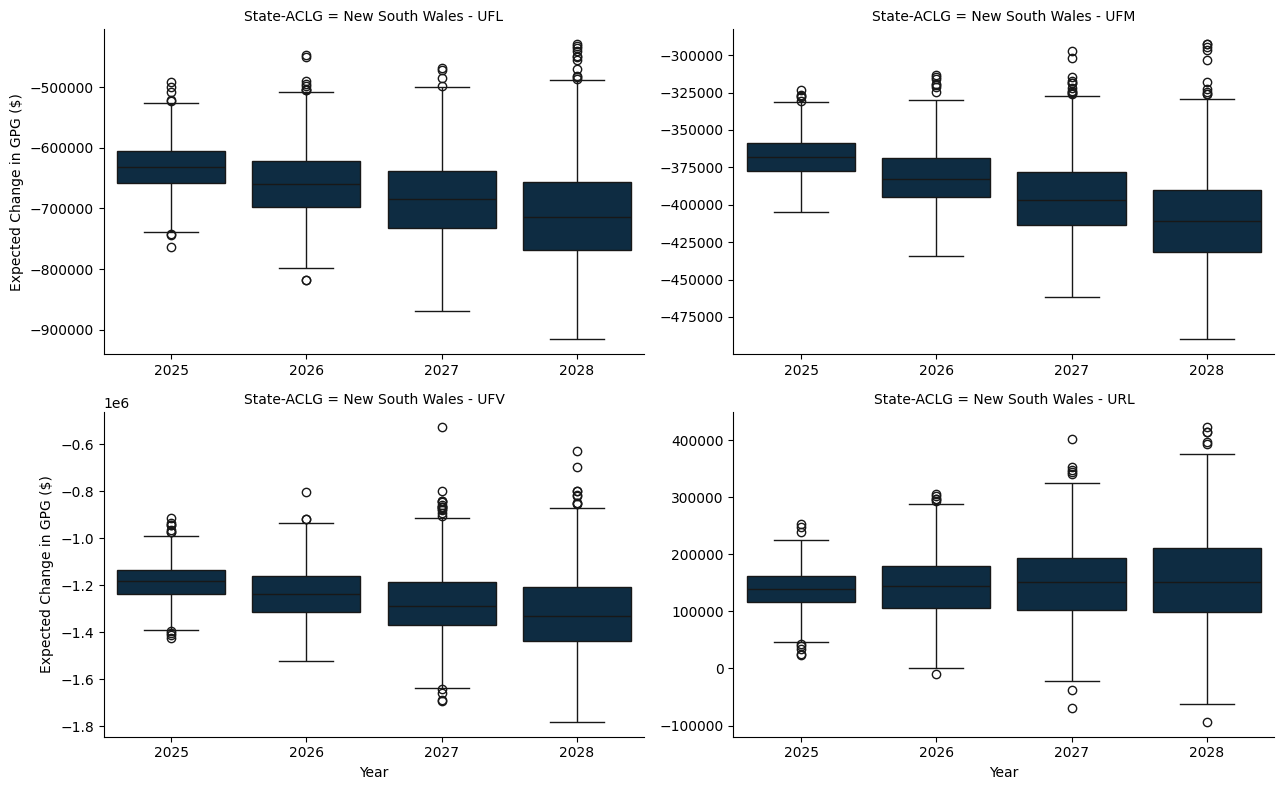 State-ACLG = New South Wales - UFL
Expected Change in GPG ($)
−500000
−600000
−700000
−800000
−900000
2025 2026 2027 2028
State-ACLG = New South Wales - UFM
−300000
−325000
−350000
−375000
−400000
−425000
−450000
−475000
2025 2026 2027 2028
State-ACLG = New South Wales - UFV
1e6
Expected Change in GPG ($)
−0.6
−0.8
−1.0
−1.2
−1.4
−1.6
−1.8
2025 2026 2027 2028
Year
State-ACLG = New South Wales - URL
400000
300000
200000
100000
0
−100000
2025 2026 2027 2028
Year